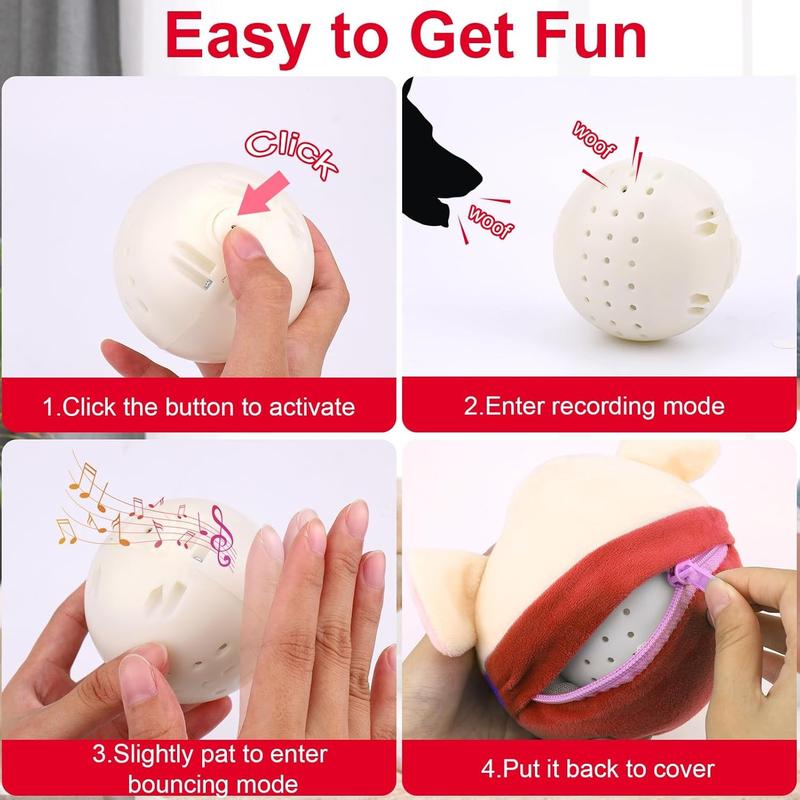 Easy to Get Fun
Click
woof
woof
1.Click the button to activate
2.Enter recording mode
3.Slightly pat to enter
bouncing mode
4.Put it back to cover